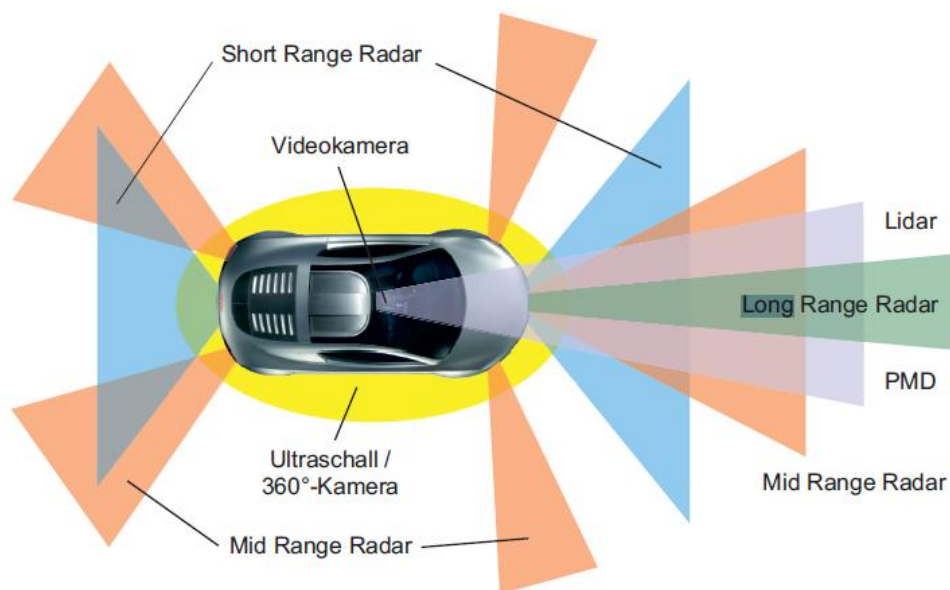 Short Range Radar
Videokamera
Lidar
Long Range Radar
PMD
Ultraschall /
360°-Kamera
Mid Range Radar
Mid Range Radar